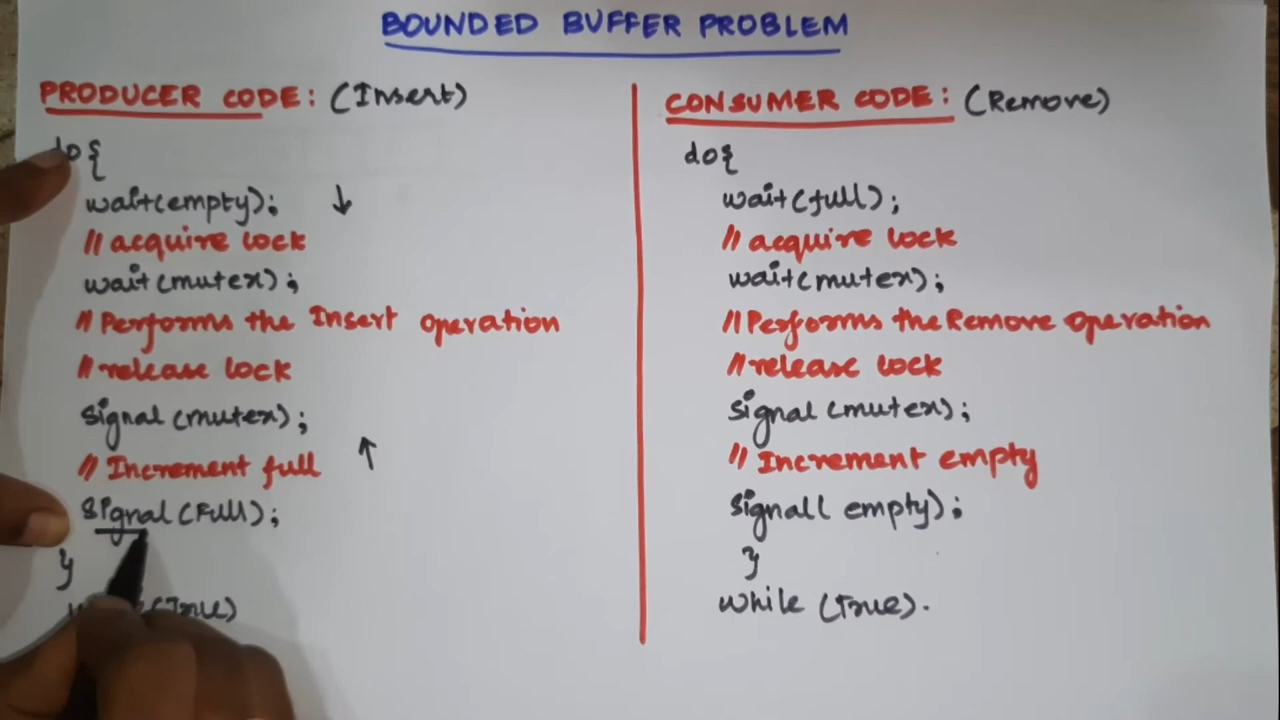 BOUNDED BUFFER PROBLEM
PRODUCER CODE: (Insert)
do{
wait(empty);
// acquire lock
wait(mutex);
// Performs the Insert operation
// release lock
signal(mutex);
// Increment full
signal(Full);
}
(True)
CONSUMER CODE: (Remove)
do{
wait(full);
// acquire lock
wait(mutex);
// Performs the Remove operation
// release lock
signal(mutex);
// Increment empty
signal( empty);
}
while (True).